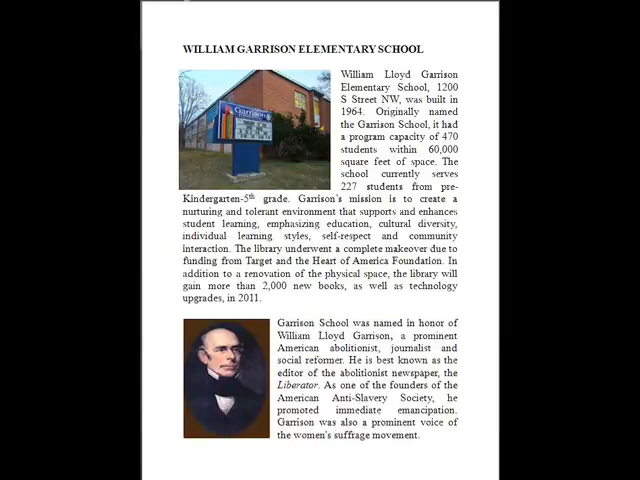 WILLIAM GARRISON ELEMENTARY SCHOOL
Garrison
William Lloyd Garrison
Elementary School, 1200
S Street NW, was built in
1964. Originally named
the Garrison School, it had
a program capacity of 470
students within 60,000
square feet of space. The
school currently serves
227 students from pre-
Kindergarten-5th grade. Garrison's mission is to create a
nurturing and tolerant environment that supports and enhances
student learning, emphasizing education, cultural diversity,
individual learning styles, self-respect and community
interaction. The library underwent a complete makeover due to
funding from Target and the Heart of America Foundation. In
addition to a renovation of the physical space, the library will
gain more than 2,000 new books, as well as technology
upgrades, in 2011.
Garrison School was named in honor of
William Lloyd Garrison, a prominent
American abolitionist, journalist and
social reformer. He is best known as the
editor of the abolitionist newspaper, the
Liberator. As one of the founders of the
American Anti-Slavery Society, he
promoted immediate emancipation.
Garrison was also a prominent voice of
the women's suffrage movement.